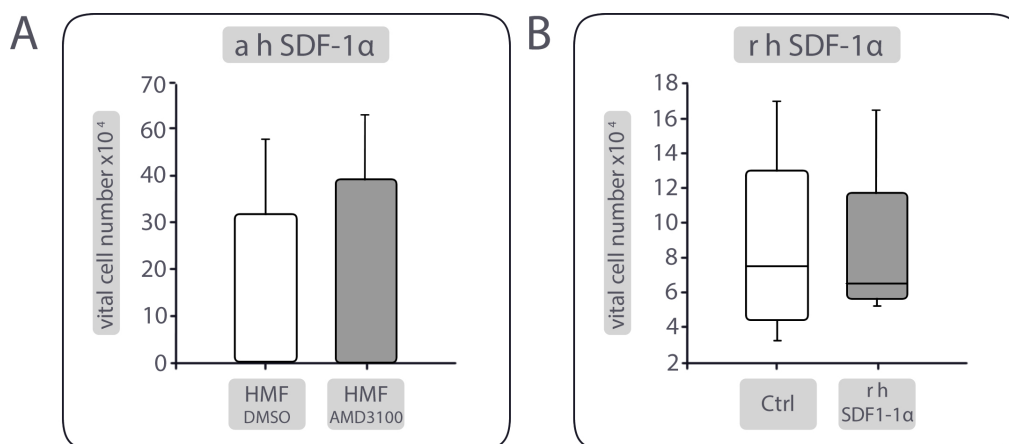 A
a h SDF-1α
vital cell number x10 4
70
60
50
40
30
20
10
0
HMF
DMSO
HMF
AMD3100
B
r h SDF-1α
vital cell number x10 4
18
16
14
12
10
8
6
4
2
Ctrl
r h
SDF1-1α